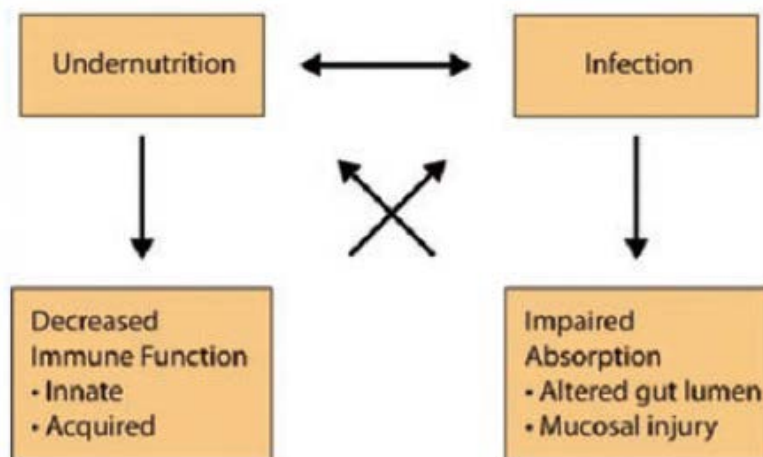 Undernutrition
Infection
Decreased
Immune Function
• Innate
• Acquired
Impaired
Absorption
• Altered gut lumen
• Mucosal injury